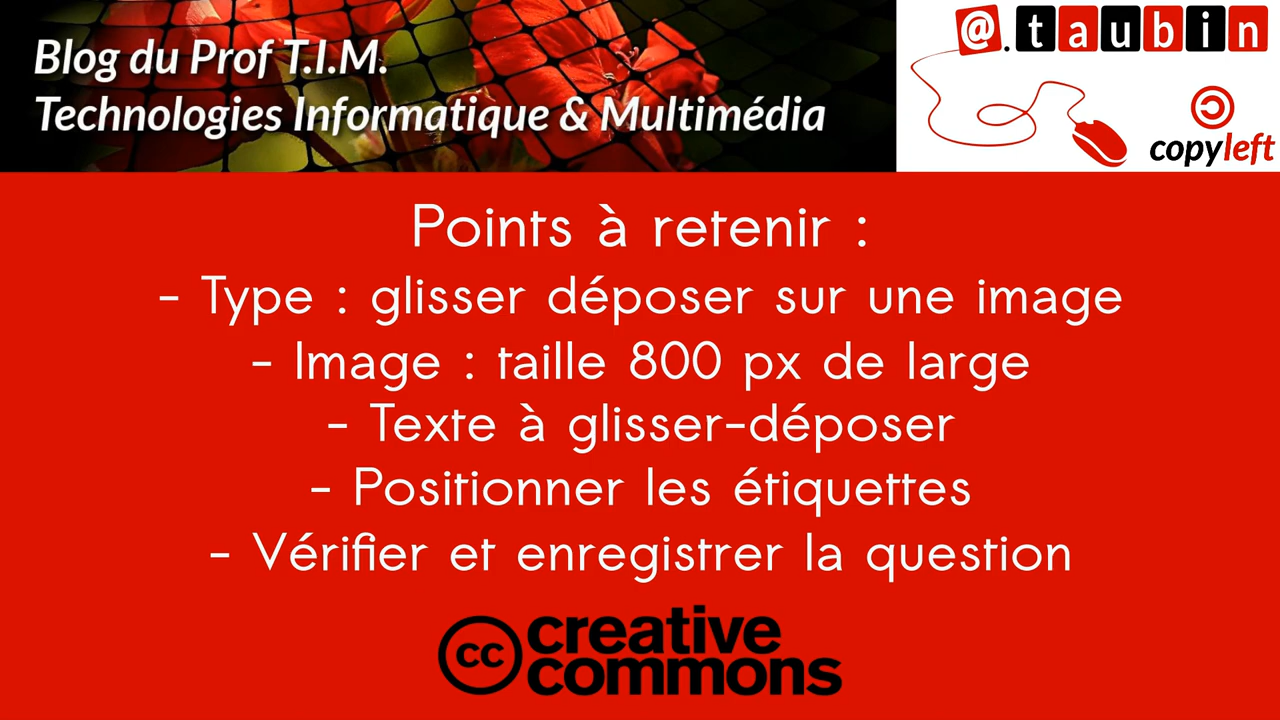 Blog du Prof T.I.M.
Technologies Informatique & Multimédia
@.taubin
copyleft
Points à retenir :
- Type : glisser déposer sur une image
- Image : taille 800 px de large
- Texte à glisser-déposer
- Positionner les étiquettes
- Vérifier et enregistrer la question
cc creative
commons